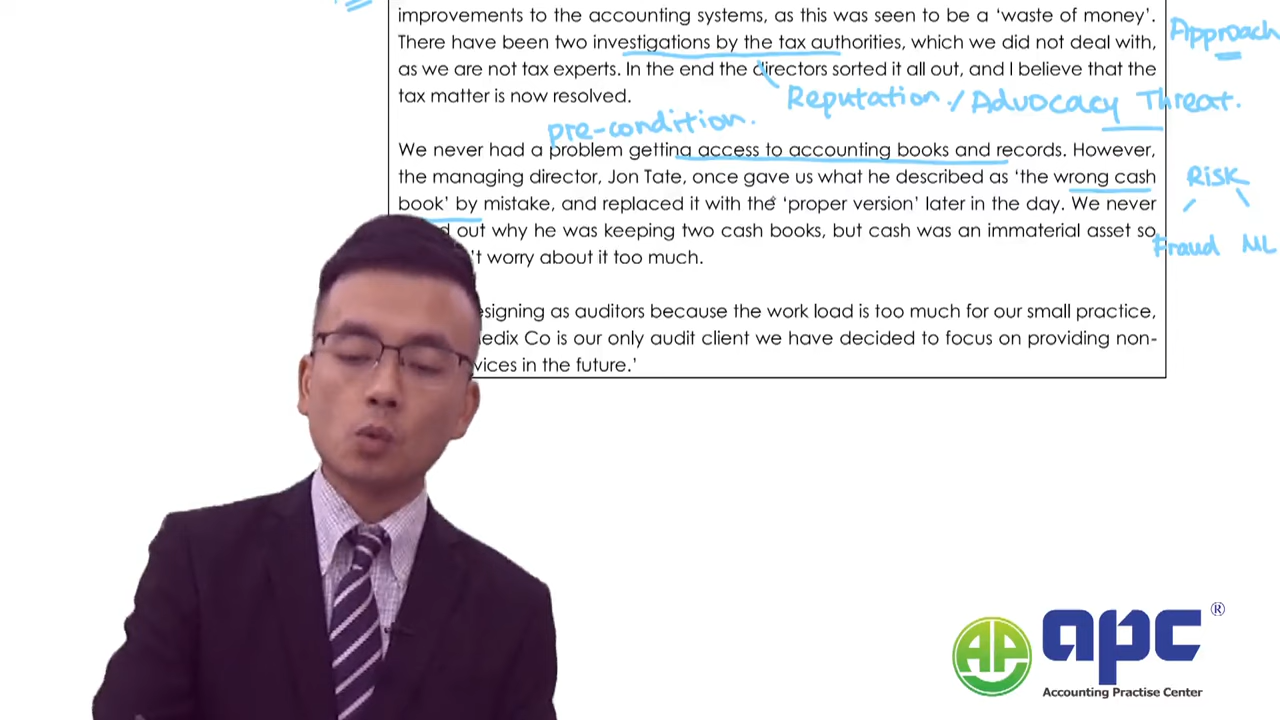 improvements to the accounting systems, as this was seen to be a ‘waste of money’.
Approach
There have been two investigations by the tax authorities, which we did not deal with,
as we are not tax experts. In the end the directors sorted it all out, and I believe that the
tax matter is now resolved.
Reputation. / Advocacy Threat.
pre-condition.
We never had a problem getting access to accounting books and records. However,
the managing director, Jon Tate, once gave us what he described as ‘the wrong cash
Risk
book’ by mistake, and replaced it with the ‘proper version’ later in the day. We never
out why he was keeping two cash books, but cash was an immaterial asset so
Fraud ML
’t worry about it too much.
signing as auditors because the work load is too much for our small practice,
edix Co is our only audit client we have decided to focus on providing non-
vices in the future.’
AP apc ®
Accounting Practise Center